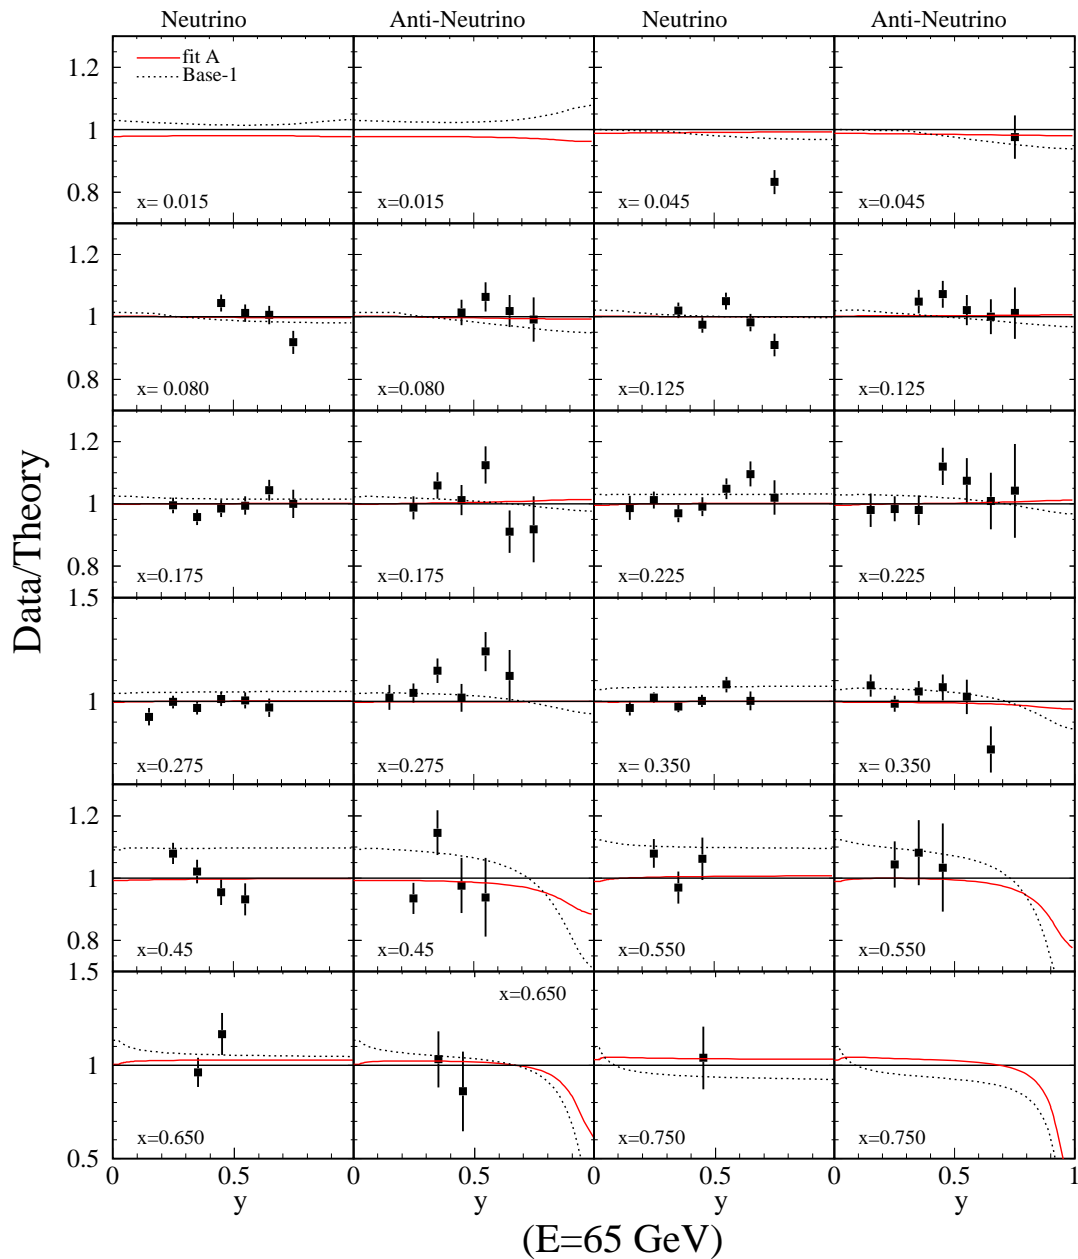 Neutrino Anti-Neutrino Neutrino Anti-Neutrino
fit A
Base-1
1.2
1
0.8
x= 0.015 x=0.015 x= 0.045 x=0.045
1.2
1
0.8
x= 0.080 x=0.080 x=0.125 x=0.125
1.2
1
0.8
x=0.175 x=0.175 x=0.225 x=0.225
Data/Theory
1.5
1.5
1
x=0.275 x=0.275 x= 0.350 x= 0.350
1.2
1
0.8
x=0.45 x=0.45 x=0.550 x=0.550
1.5
x=0.650
1
x=0.650 x=0.750 x=0.750
0.5
0 0.5 0 0.5 0 0.5 0 0.5 1
y y y y
(E=65 GeV)